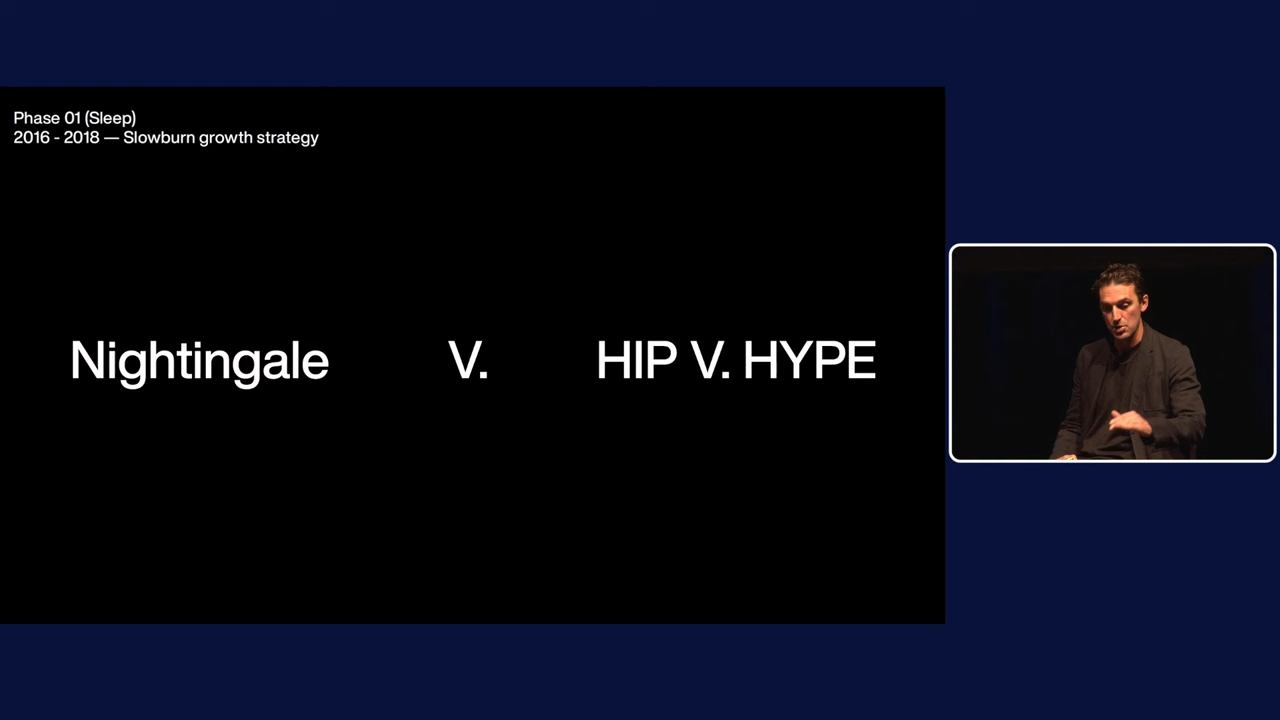 Phase 01 (Sleep)
2016 - 2018 — Slowburn growth strategy
Nightingale V. HIP V. HYPE